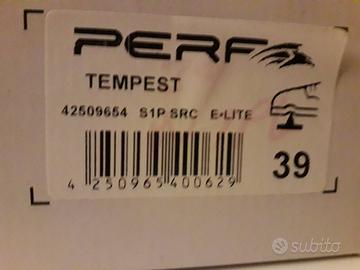 PERF
TEMPEST
42509654 S1P SRC E-LITE
4 250965 400629
39
subito